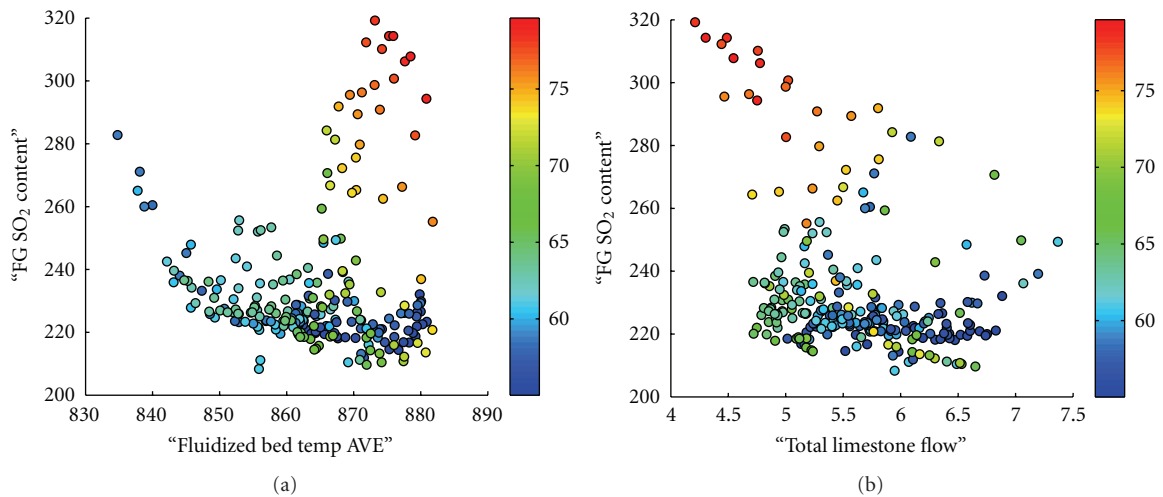 320
300
280
260
240
220
200
"FG SO₂ content"
830 840 850 860 870 880 890
"Fluidized bed temp AVE"
75
70
65
60
(a)
320
300
280
260
240
220
200
"FG SO₂ content"
4 4.5 5 5.5 6 6.5 7 7.5
"Total limestone flow"
75
70
65
60
(b)